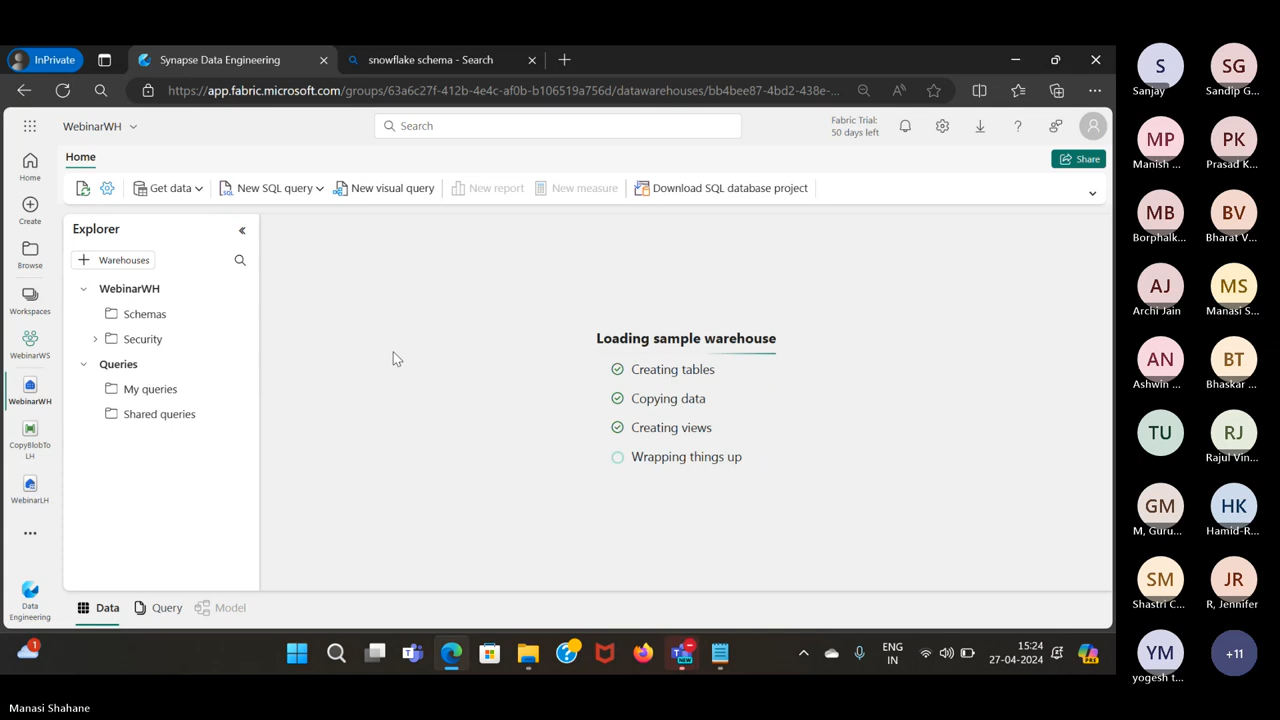 InPrivate
Synapse Data Engineering
snowflake schema - Search
https://app.fabric.microsoft.com/groups/63a6c27f-412b-4e4c-af0b-b106519a756d/datawarehouses/bb4bee87-4bd2-438e-...
WebinarWH
Search
Fabric Trial:
50 days left
Home
Share
Get data
New SQL query
New visual query
New report
New measure
Download SQL database project
Home
Create
Browse
Workspaces
WebinarWS
WebinarWH
CopyBlobTo
LH
WebinarLH
Data
Engineering
Explorer
Warehouses
WebinarWH
Schemas
Security
Queries
My queries
Shared queries
Loading sample warehouse
Creating tables
Copying data
Creating views
Wrapping things up
Data
Query
Model
1
NEW
ENG
IN
15:24
27-04-2024
PRE
S
Sanjay
SG
Sandip G...
MP
Manish ...
PK
Prasad K...
MB
Borphalk...
BV
Bharat V...
AJ
Archi Jain
MS
Manasi S...
AN
Ashwin ...
BT
Bhaskar ...
TU
RJ
Rajul Vin...
GM
M, Guru...
HK
Hamid-R...
SM
Shastri C...
JR
R, Jennifer
YM
yogesh t...
+11
Manasi Shahane